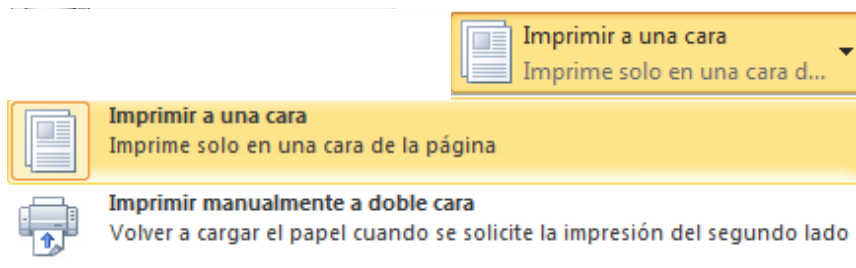 Imprimir a una cara
Imprime solo en una cara d...
Imprimir a una cara
Imprime solo en una cara de la página
Imprimir manualmente a doble cara
Volver a cargar el papel cuando se solicite la impresión del segundo lado